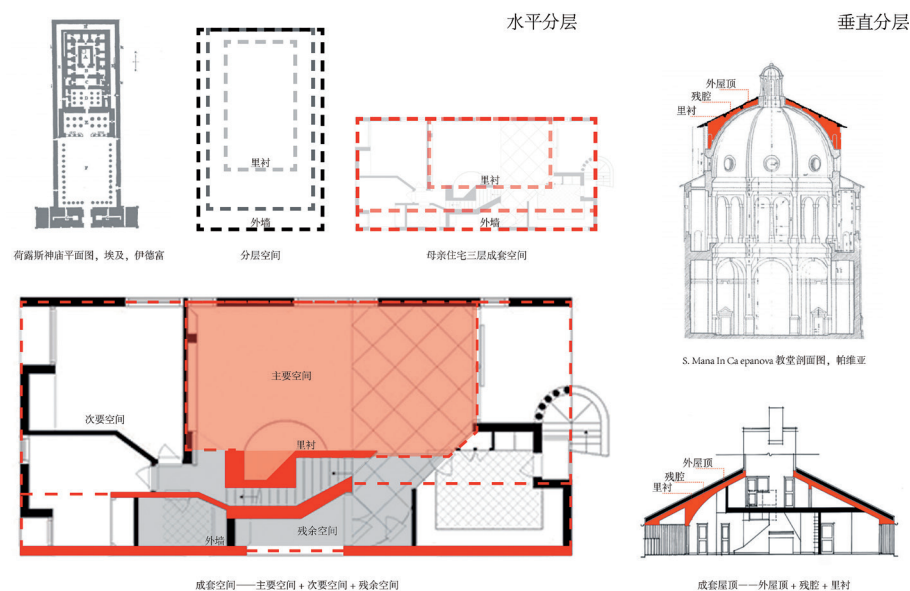 水平分层
垂直分层
外屋顶
残腔
里衬
里衬
外墙
里衬
外墙
荷露斯神庙平面图，埃及，伊德富
分层空间
母亲住宅三层成套空间
S. Mana In Ca epanova 教堂剖面图，帕维亚
主要空间
次要空间
里衬
残余空间
外墙
外屋顶
残腔
里衬
成套空间——主要空间 + 次要空间 + 残余空间
成套屋顶——外屋顶 + 残腔 + 里衬